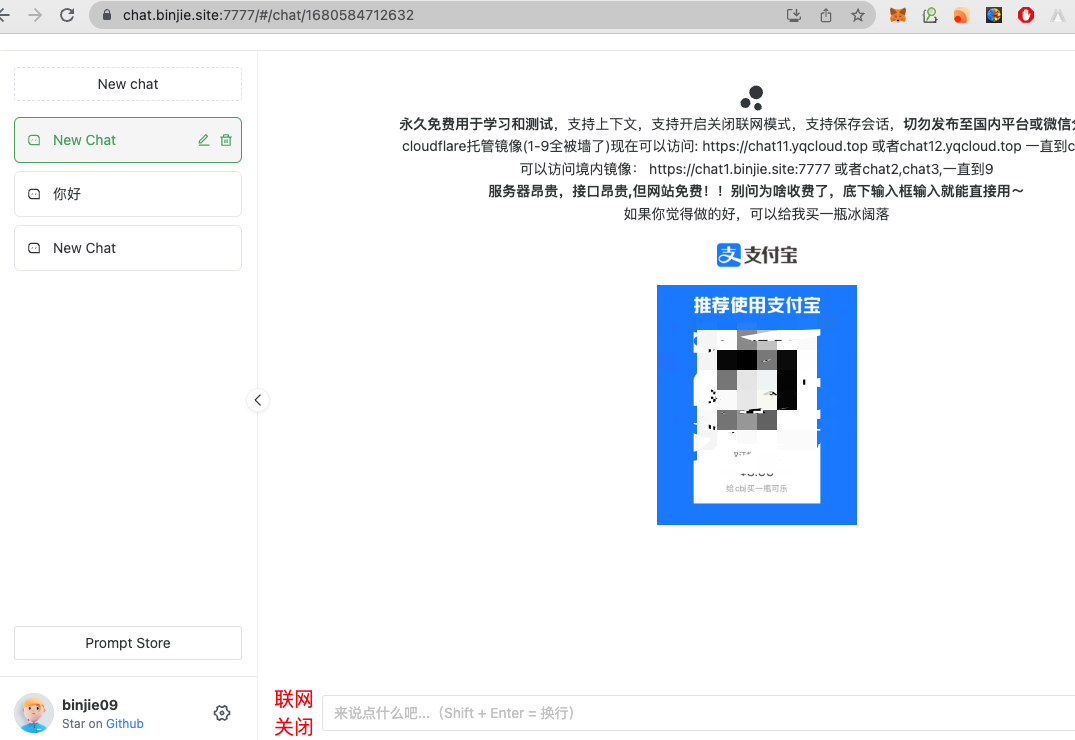 chat.binjie.site:7777/#/chat/1680584712632
New chat
New Chat
你好
New Chat
Prompt Store
binjie09
Star on Github
永久免费用于学习和测试，支持上下文，支持开启关闭联网模式，支持保存会话，切勿发布至国内平台或微信
cloudflare托管镜像(1-9全被墙了)现在可以访问: https://chat11.yqcloud.top 或者chat12.yqcloud.top 一直到c
可以访问境内镜像： https://chat1.binjie.site:7777 或者chat2,chat3,一直到9
服务器昂贵，接口昂贵,但网站免费！！别问为啥收费了，底下输入框输入就能直接用～
如果你觉得做的好，可以给我买一瓶冰阔落
支付宝
推荐使用支付宝
给cbj买一瓶可乐
联网
关闭
来说点什么吧...（Shift + Enter = 换行）